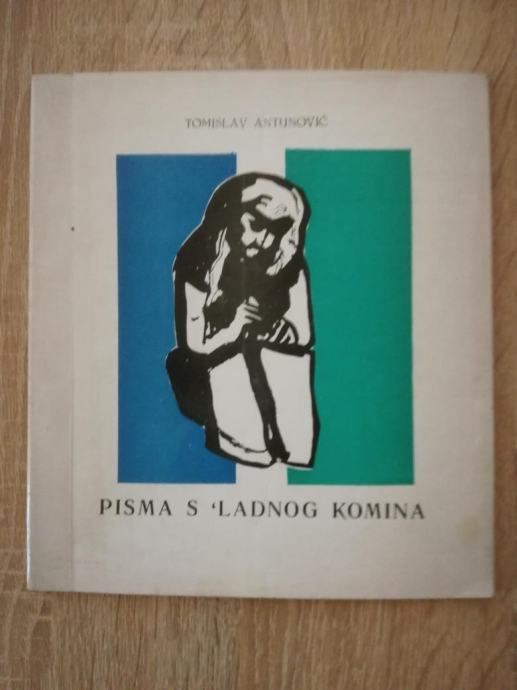 TOMISLAV ANTUNOVIĆ
PISMA S 'LADNOG KOMINA